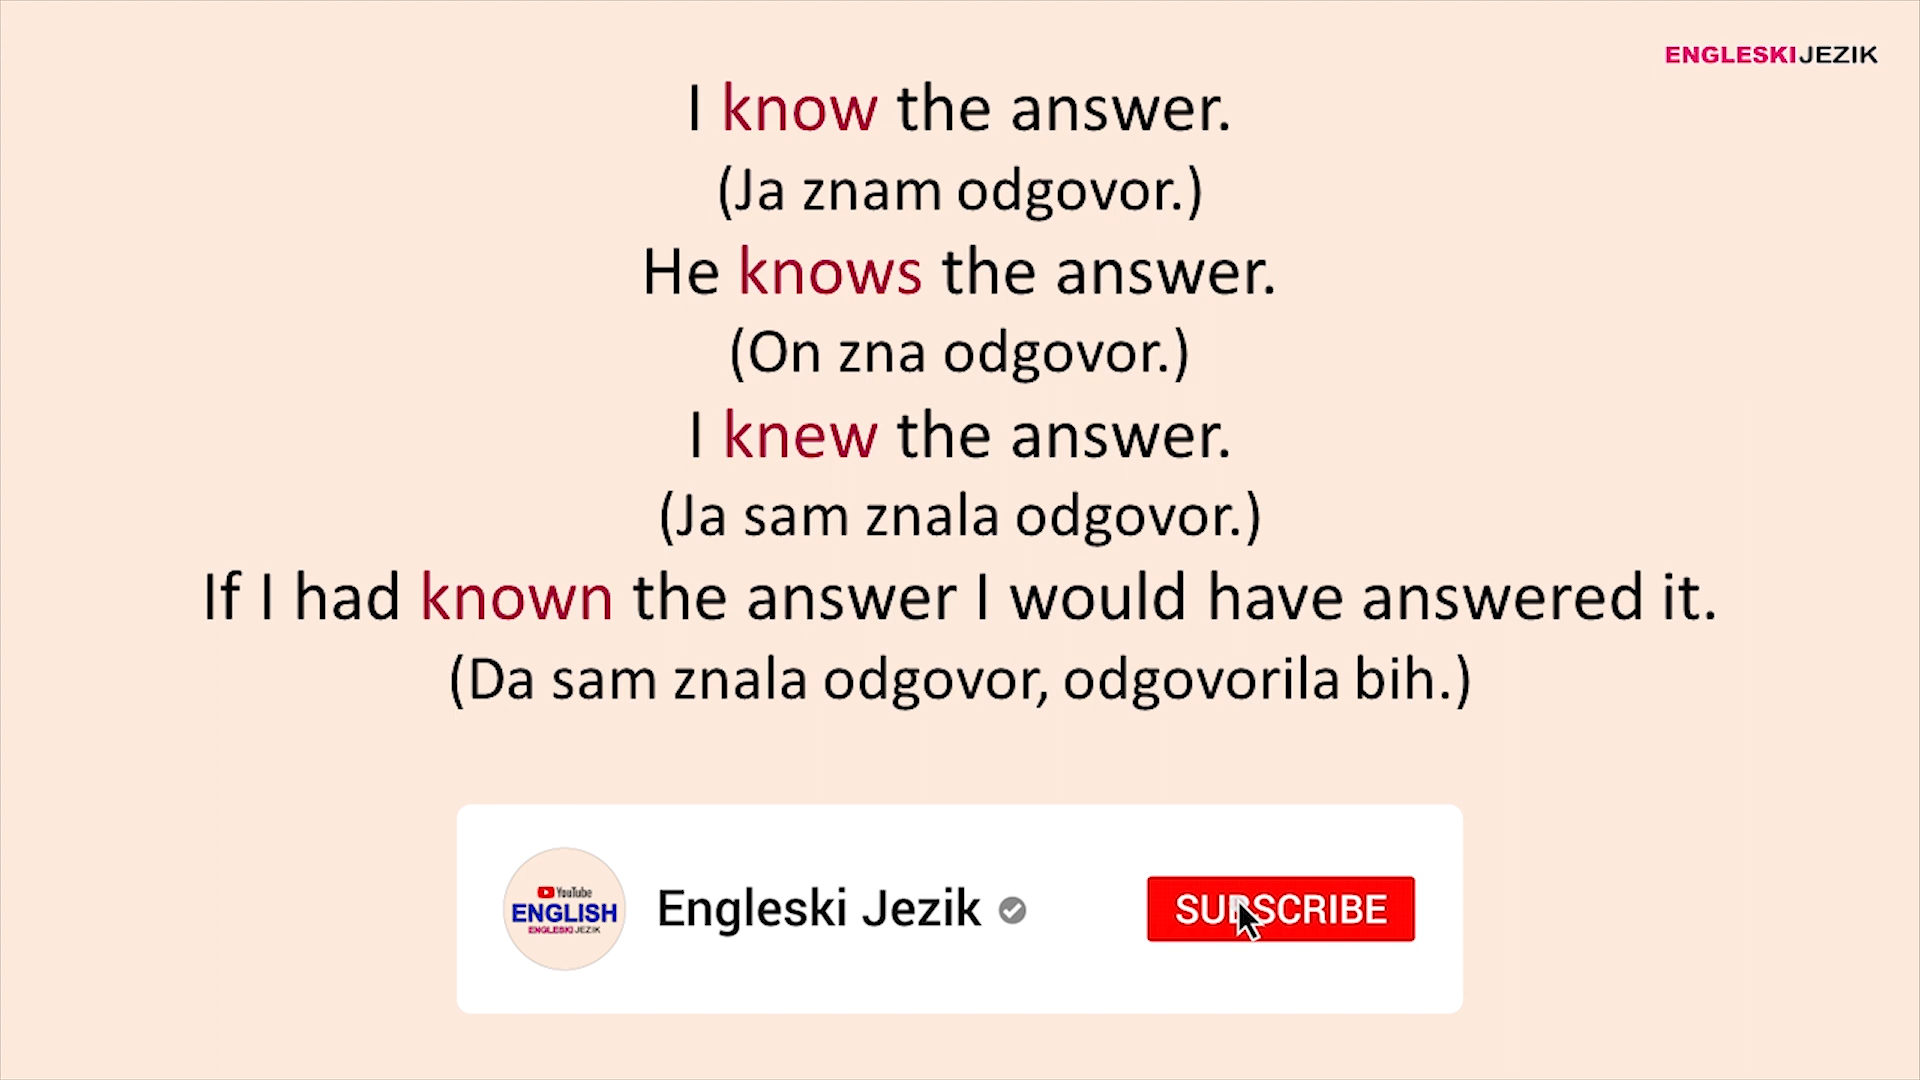 ENGLESKIJEZIK
I know the answer.
(Ja znam odgovor.)
He knows the answer.
(On zna odgovor.)
I knew the answer.
(Ja sam znala odgovor.)
If I had known the answer I would have answered it.
(Da sam znala odgovor, odgovorila bih.)
YouTube
ENGLISH
ENGLESKIJEZIK
Engleski Jezik
SUBSCRIBE